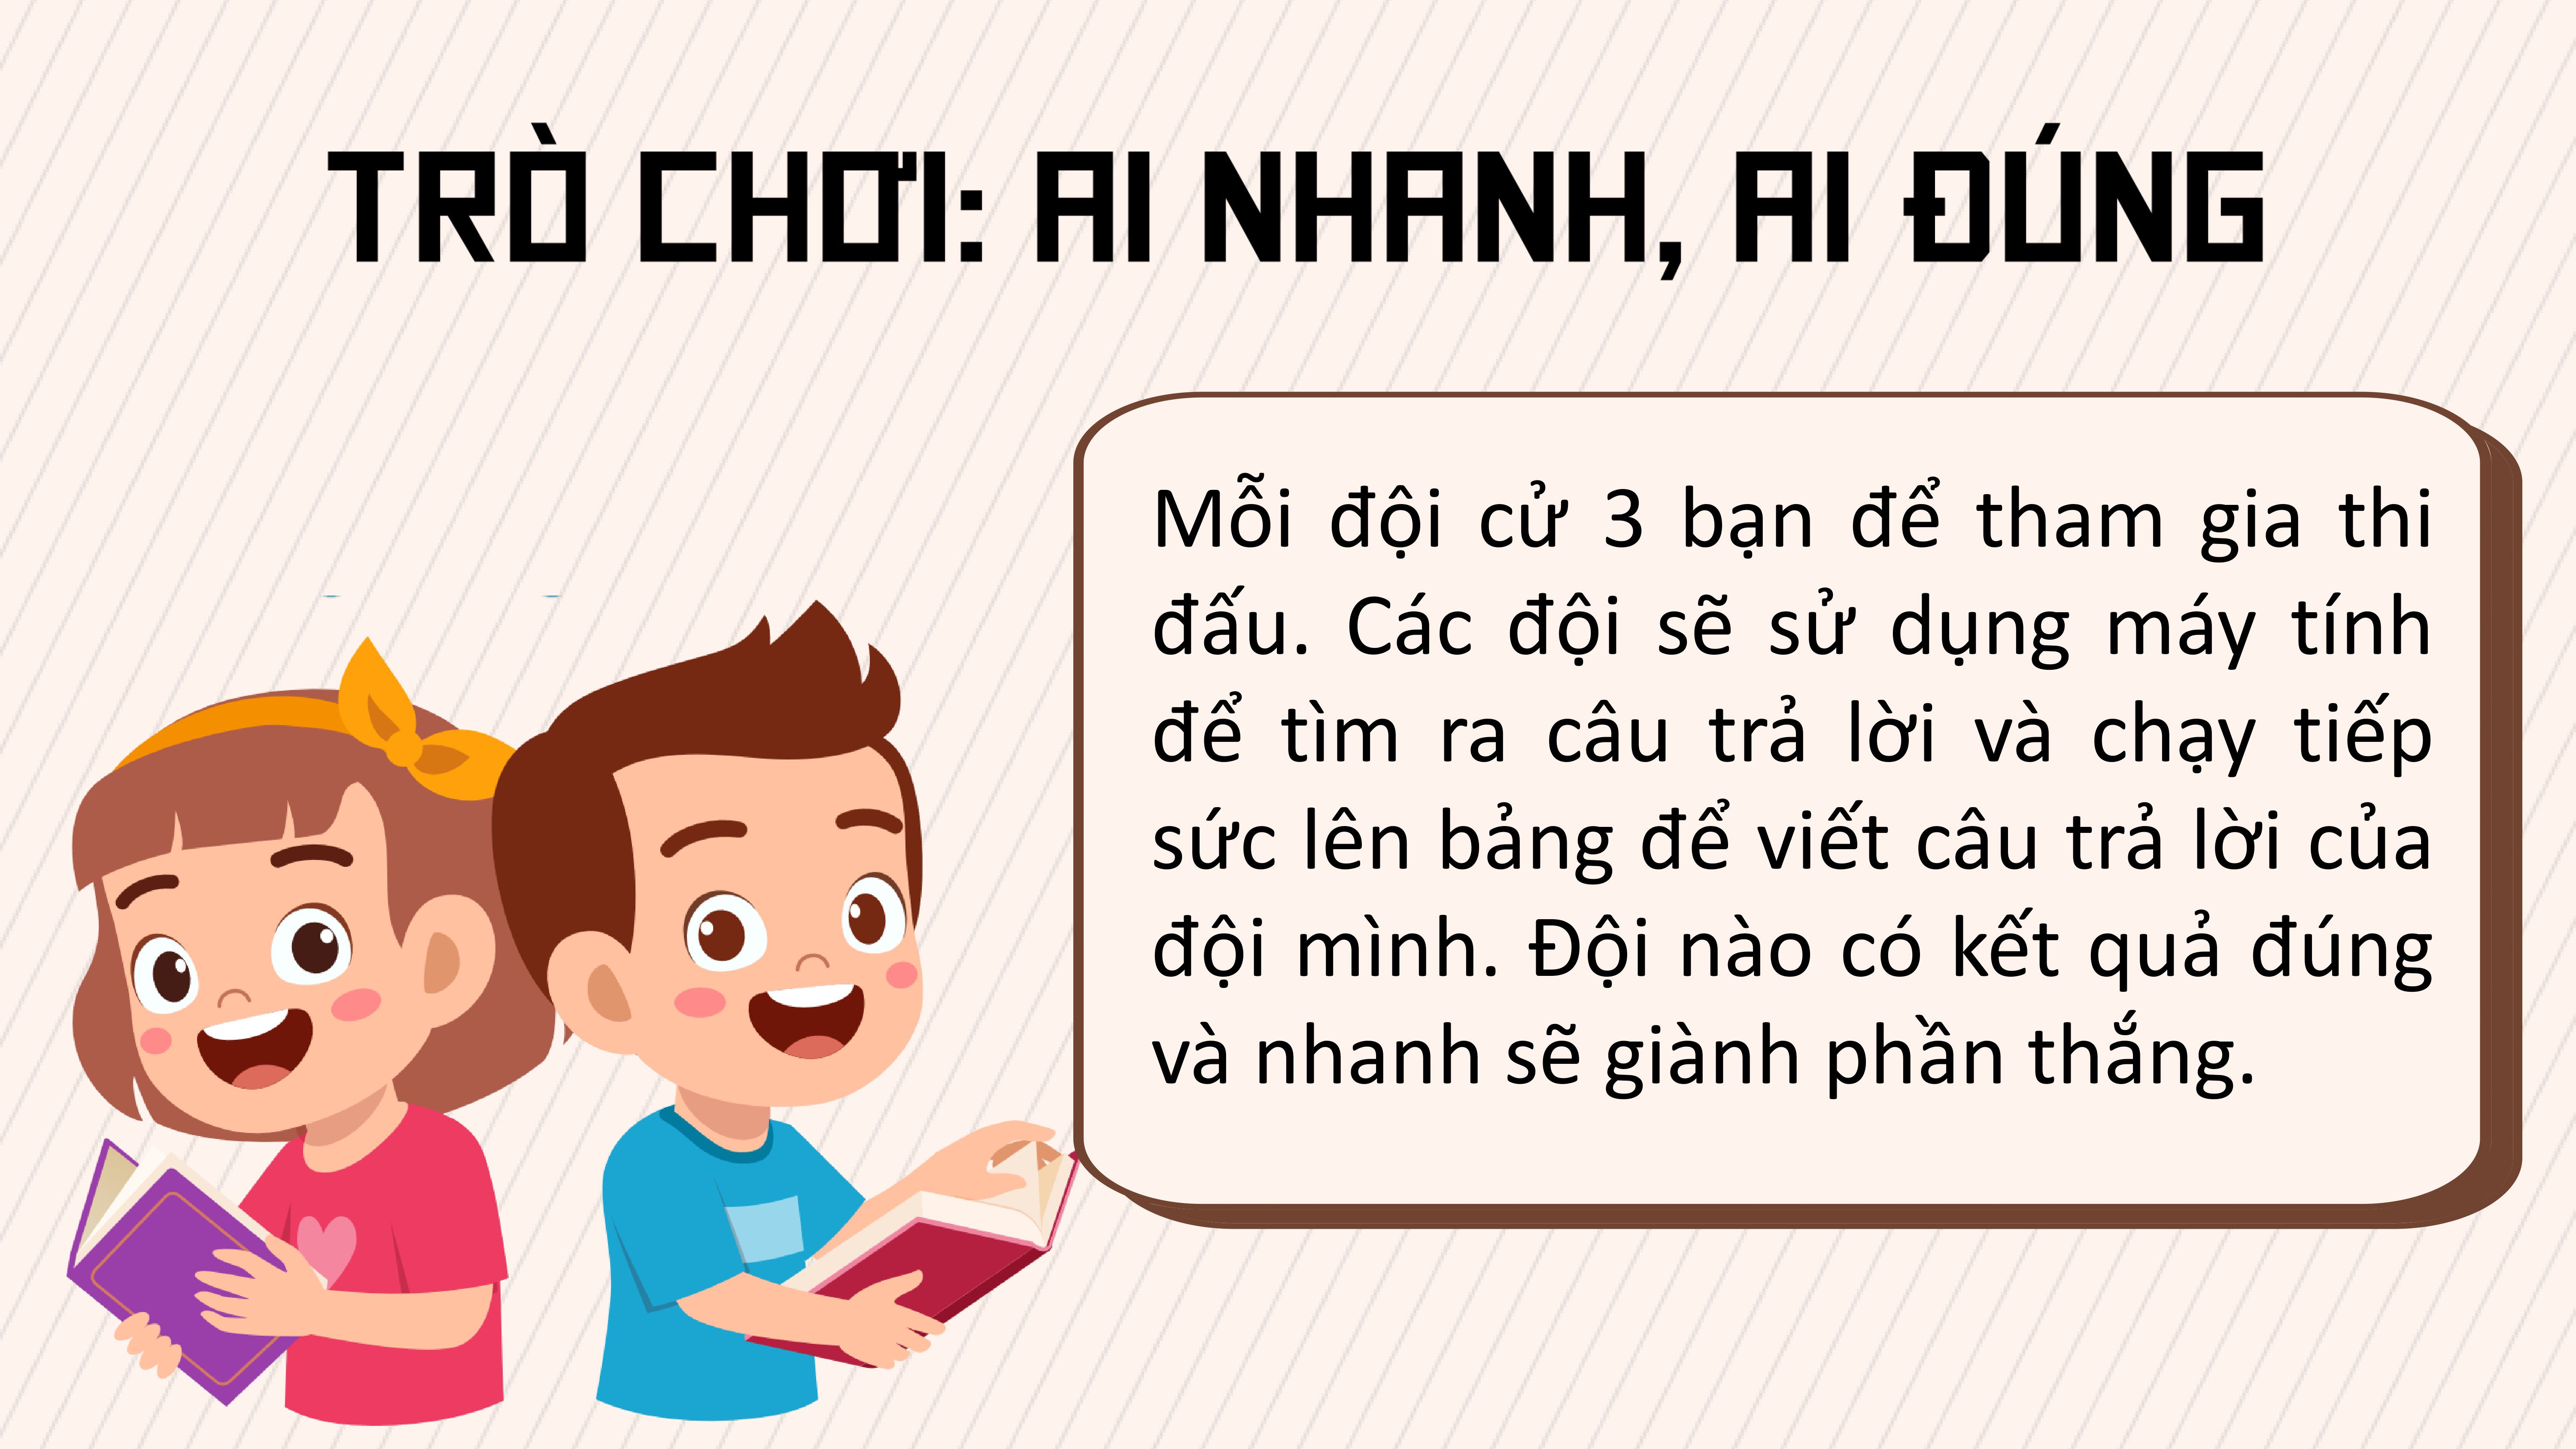 TRÒ CHƠI: AI NHANH, AI ĐÚNG
Mỗi đội cử 3 bạn để tham gia thi
đấu. Các đội sẽ sử dụng máy tính
để tìm ra câu trả lời và chạy tiếp
sức lên bảng để viết câu trả lời của
đội mình. Đội nào có kết quả đúng
và nhanh sẽ giành phần thắng.